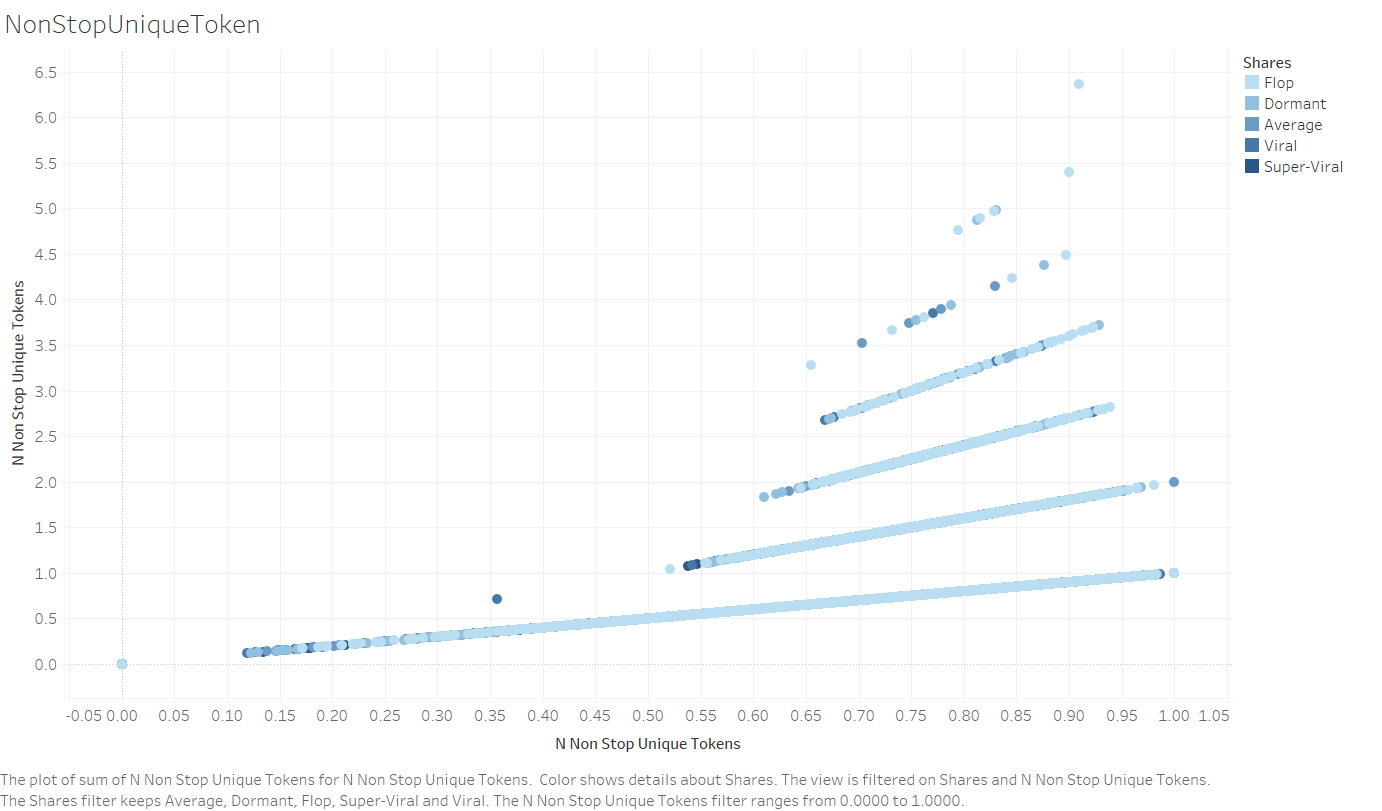 NonStopUniqueToken
Shares
Flop
Dormant
Average
Viral
Super-Viral
6.5
6.0
5.5
5.0
4.5
4.0
3.5
3.0
2.5
2.0
1.5
1.0
0.5
0.0
N Non Stop Unique Tokens
-0.05 0.00 0.05 0.10 0.15 0.20 0.25 0.30 0.35 0.40 0.45 0.50 0.55 0.60 0.65 0.70 0.75 0.80 0.85 0.90 0.95 1.00 1.05
N Non Stop Unique Tokens
The plot of sum of N Non Stop Unique Tokens for N Non Stop Unique Tokens.  Color shows details about Shares. The view is filtered on Shares and N Non Stop Unique Tokens.
The Shares filter keeps Average, Dormant, Flop, Super-Viral and Viral. The N Non Stop Unique Tokens filter ranges from 0.0000 to 1.0000.